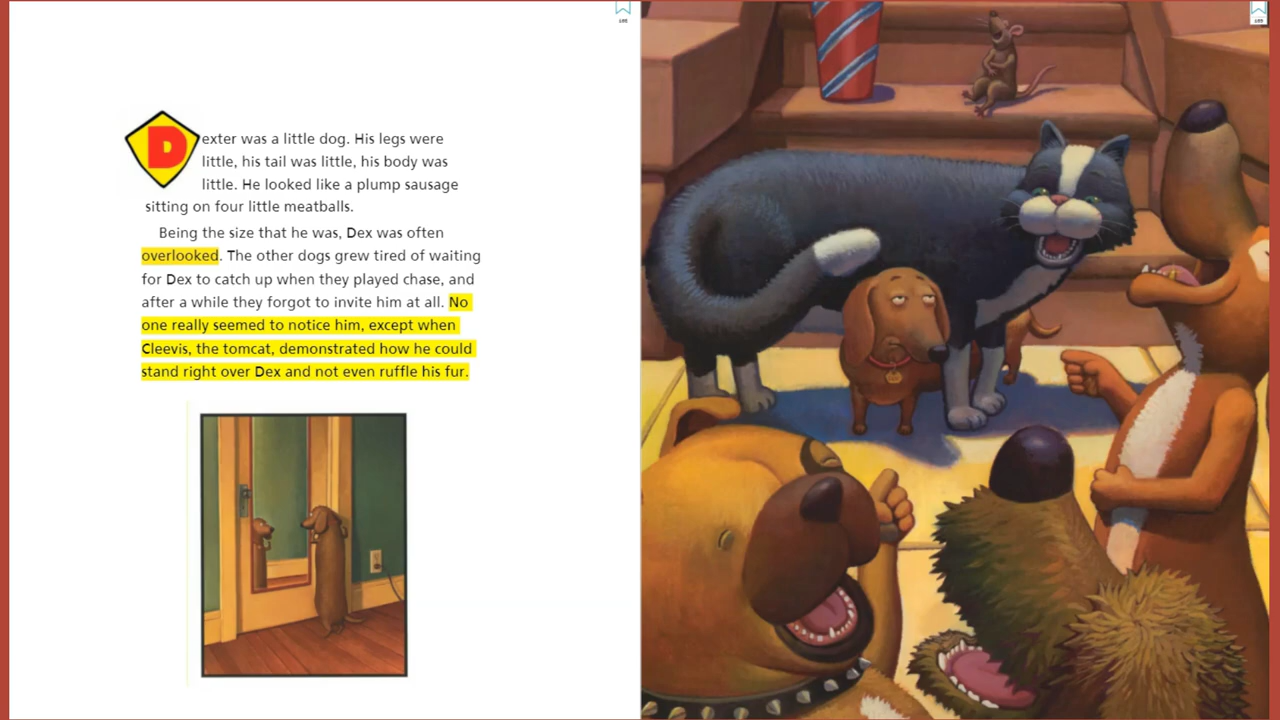 Dexter was a little dog. His legs were
little, his tail was little, his body was
little. He looked like a plump sausage
sitting on four little meatballs.
Being the size that he was, Dex was often
overlooked. The other dogs grew tired of waiting
for Dex to catch up when they played chase, and
after a while they forgot to invite him at all. No
one really seemed to notice him, except when
Cleevis, the tomcat, demonstrated how he could
stand right over Dex and not even ruffle his fur.